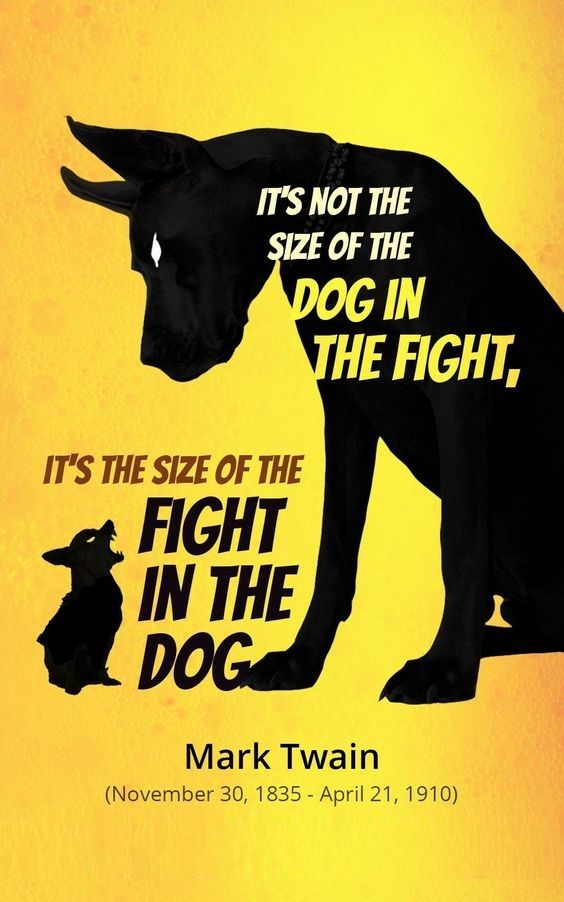 IT'S NOT THE
SIZE OF THE
DOG IN
THE FIGHT,
IT'S THE SIZE OF THE
FIGHT
IN THE
DOG
Mark Twain
(November 30, 1835 - April 21, 1910)